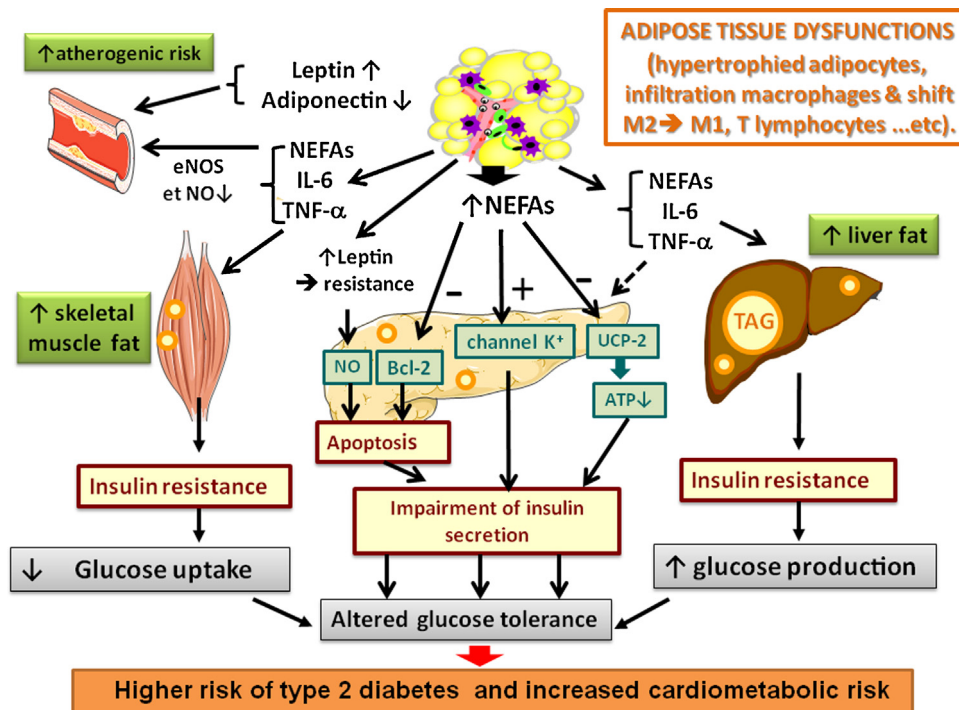 ADIPOSE TISSUE DYSFUNCTIONS
(hypertrophied adipocytes,
infiltration macrophages & shift
M2➔ M1, T lymphocytes ...etc).
↑atherogenic risk
Leptin ↑
Adiponectin ↓
eNOS
et NO↓
NEFAs
IL-6
TNF-α
↑NEFAs
NEFAs
IL-6
TNF-α
↑ liver fat
↑Leptin
➔ resistance
↑ skeletal
muscle fat
-
+
-
TAG
NO
Bcl-2
channel K⁺
UCP-2
ATP↓
Apoptosis
Insulin resistance
Impairment of insulin
secretion
Insulin resistance
↓ Glucose uptake
↑ glucose production
Altered glucose tolerance
Higher risk of type 2 diabetes and increased cardiometabolic risk